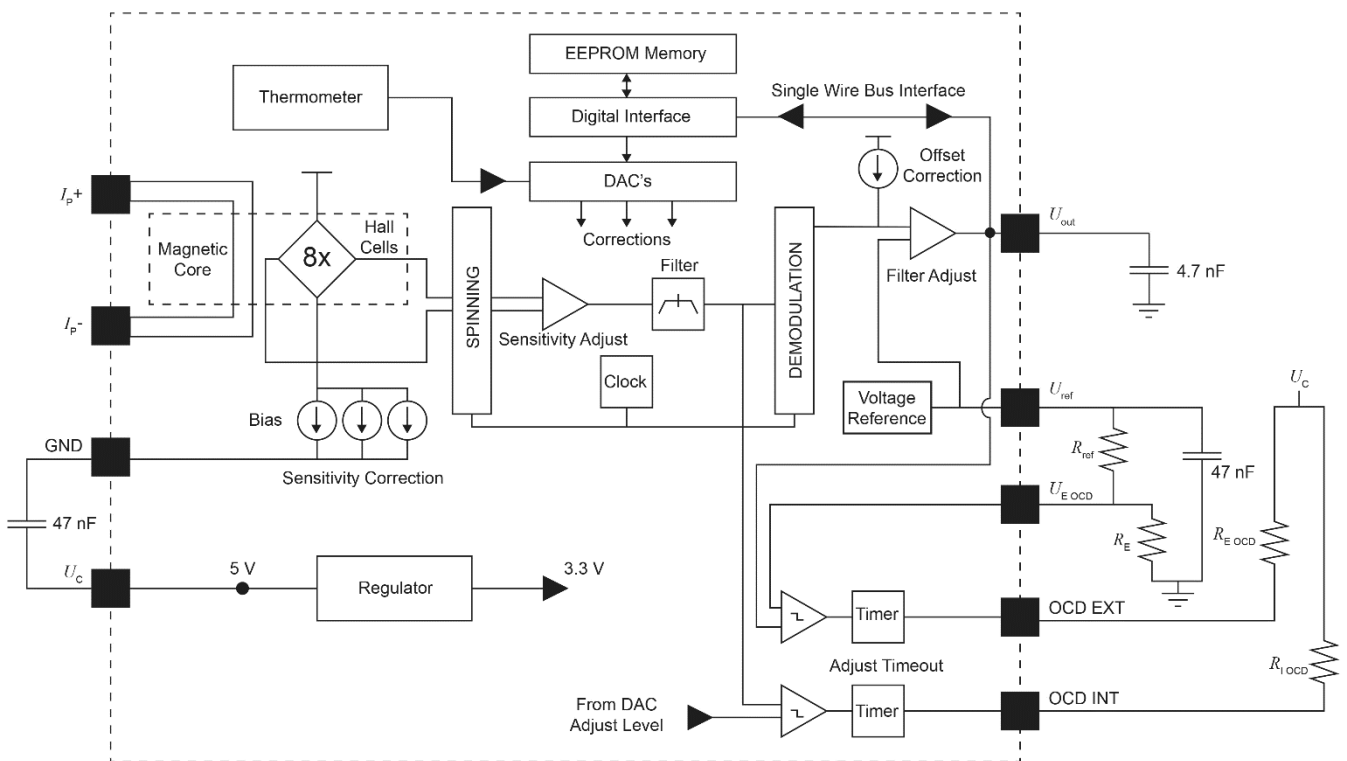 EEPROM Memory
Thermometer
Digital Interface
Single Wire Bus Interface
DAC's
Offset
Correction
Corrections
I_P+
Magnetic
Core
Hall
Cells
8x
I_P-
SPINNING
Sensitivity Adjust
Filter
DEMODULATION
Filter Adjust
U_out
4.7 nF
Clock
Voltage
Reference
U_ref
U_C
Bias
GND
Sensitivity Correction
R_ref
47 nF
U_E OCD
47 nF
R_E
R_E OCD
U_C
5 V
Regulator
3.3 V
Timer
OCD EXT
Adjust Timeout
R_I OCD
From DAC
Adjust Level
Timer
OCD INT